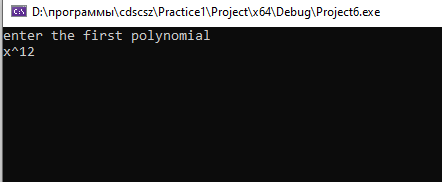 D:\программы\cdscsz\Practice1\Project\x64\Debug\Project6.exe
enter the first polynomial
x^12